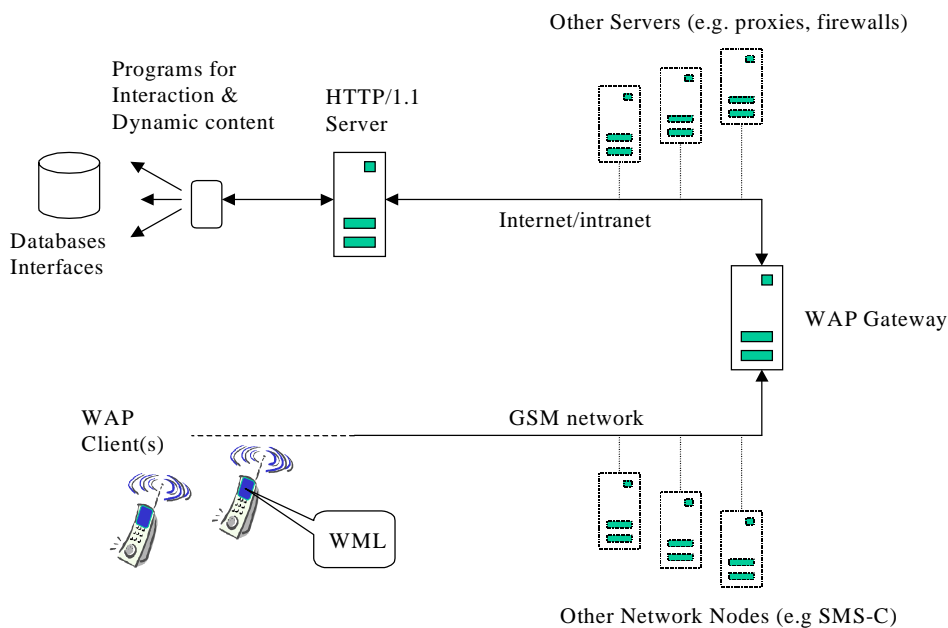 Other Servers (e.g. proxies, firewalls)
Programs for
Interaction &
Dynamic content
HTTP/1.1
Server
Internet/intranet
Databases
Interfaces
WAP Gateway
WAP
Client(s)
GSM network
WML
Other Network Nodes (e.g SMS-C)